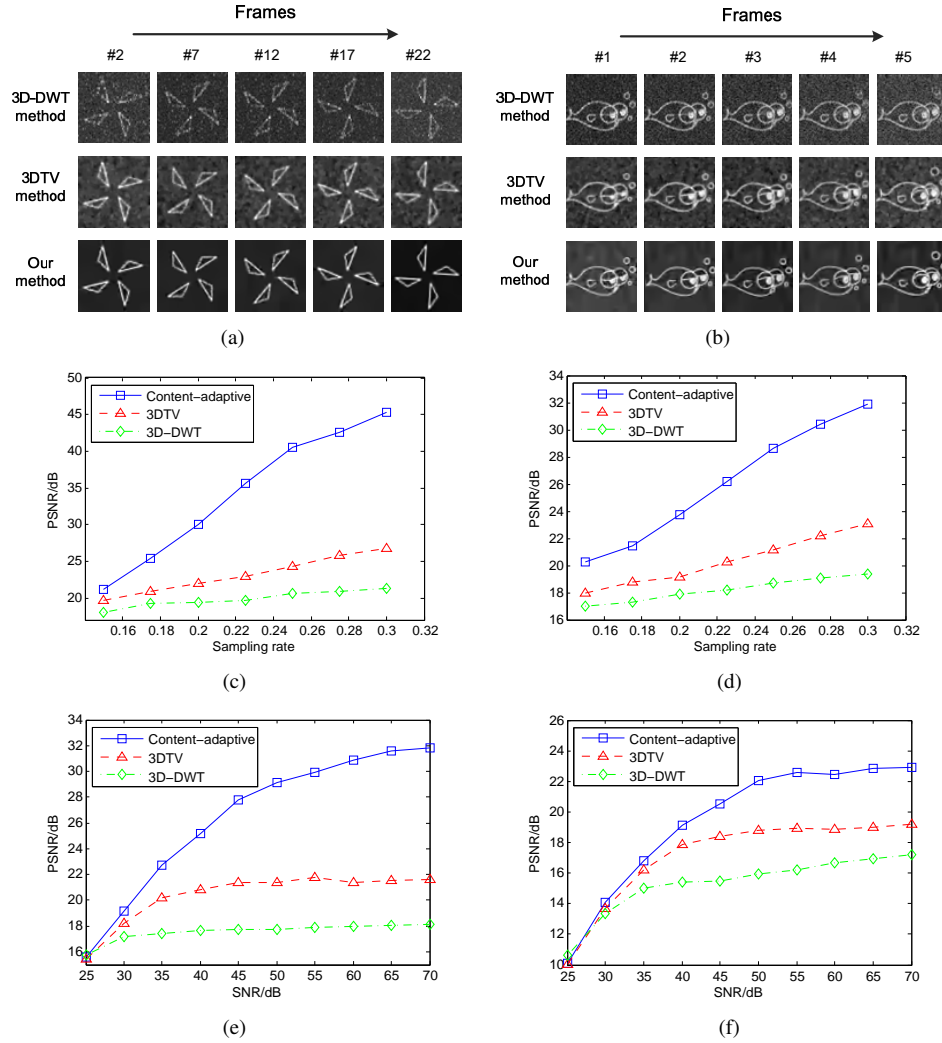 Frames
#2 #7 #12 #17 #22
3D-DWT
method
3DTV
method
Our
method
(a)
Frames
#1 #2 #3 #4 #5
3D-DWT
method
3DTV
method
Our
method
(b)
50
45
40
35
30
25
20
PSNR/dB
Content−adaptive
3DTV
3D−DWT
0.16 0.18 0.2 0.22 0.24 0.26 0.28 0.3 0.32
Sampling rate
(c)
34
32
30
28
26
24
22
20
18
16
PSNR/dB
Content−adaptive
3DTV
3D−DWT
0.16 0.18 0.2 0.22 0.24 0.26 0.28 0.3 0.32
Sampling rate
(d)
34
32
30
28
26
24
22
20
18
16
PSNR/dB
Content−adaptive
3DTV
3D−DWT
25 30 35 40 45 50 55 60 65 70
SNR/dB
(e)
26
24
22
20
18
16
14
12
10
PSNR/dB
Content−adaptive
3DTV
3D−DWT
25 30 35 40 45 50 55 60 65 70
SNR/dB
(f)